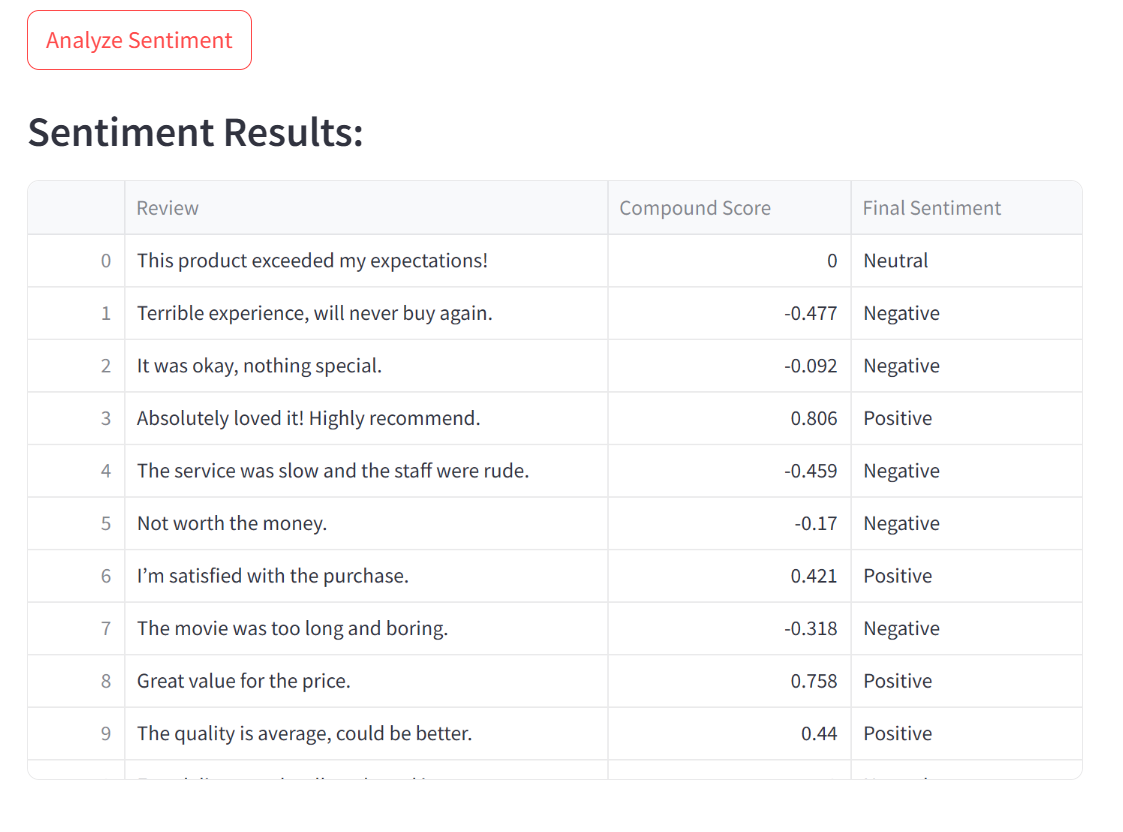 Analyze Sentiment
Sentiment Results:
Review Compound Score Final Sentiment
0 This product exceeded my expectations! 0 Neutral
1 Terrible experience, will never buy again. -0.477 Negative
2 It was okay, nothing special. -0.092 Negative
3 Absolutely loved it! Highly recommend. 0.806 Positive
4 The service was slow and the staff were rude. -0.459 Negative
5 Not worth the money. -0.17 Negative
6 I’m satisfied with the purchase. 0.421 Positive
7 The movie was too long and boring. -0.318 Negative
8 Great value for the price. 0.758 Positive
9 The quality is average, could be better. 0.44 Positive